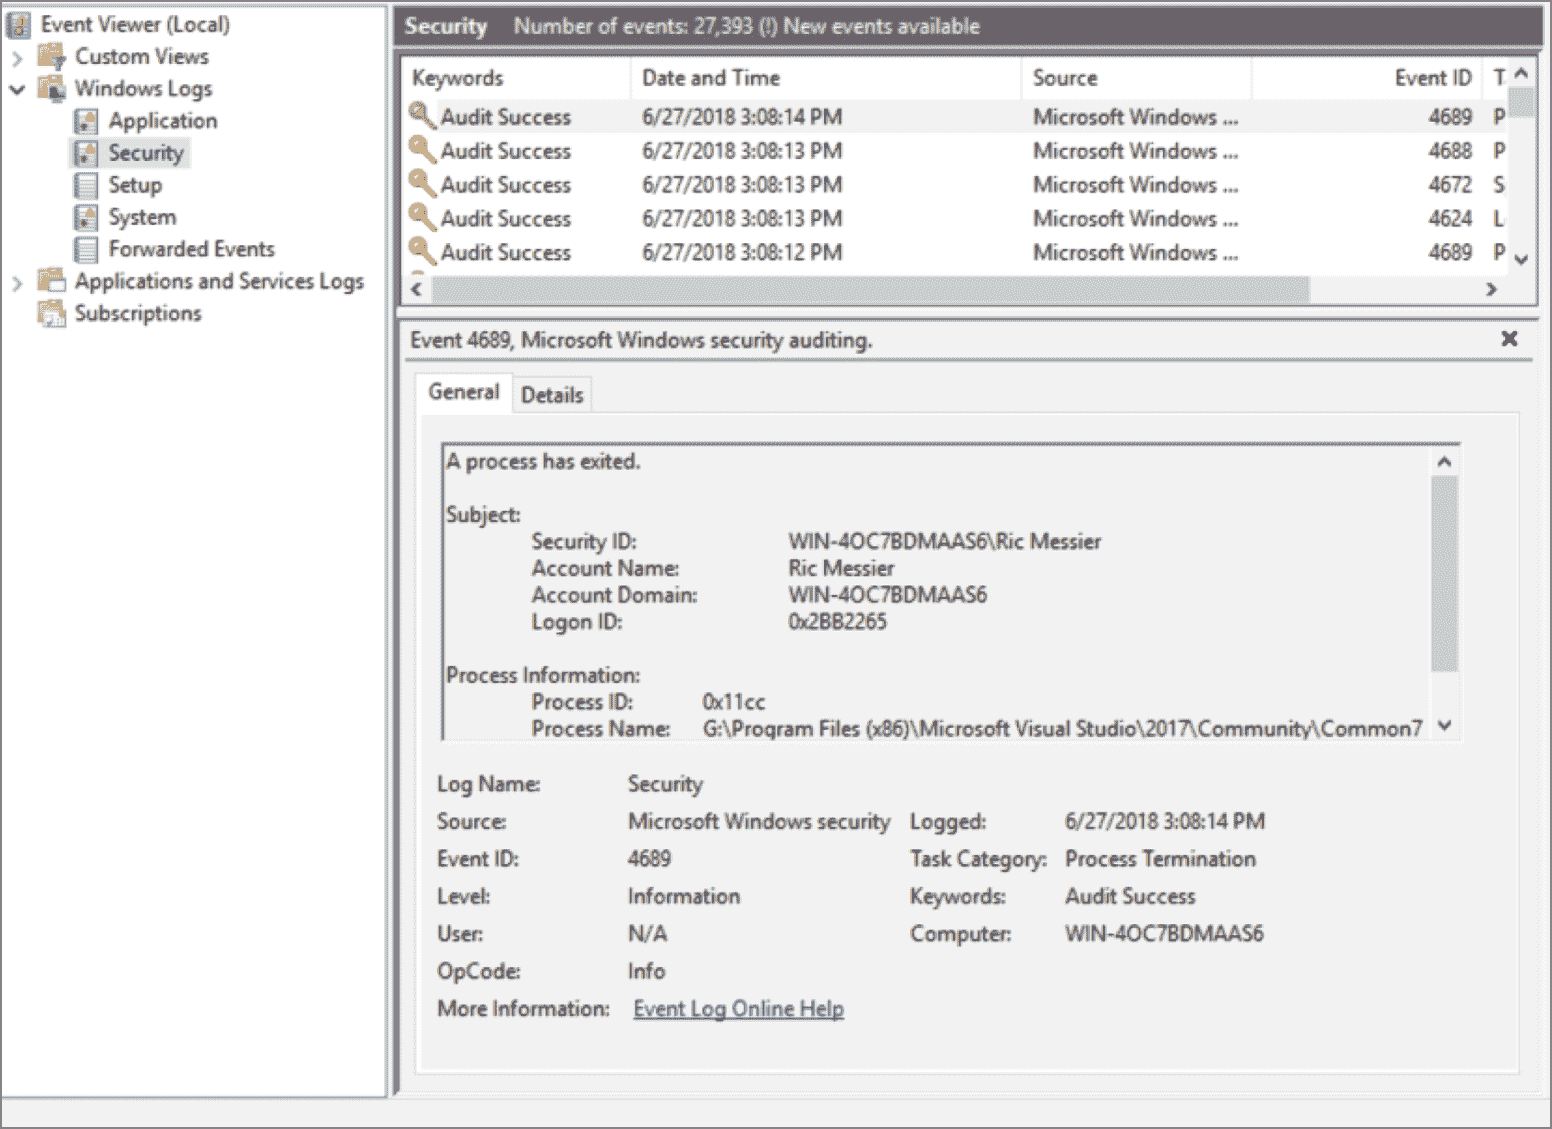 Event Viewer (Local)
Custom Views
Windows Logs
Application
Security
Setup
System
Forwarded Events
Applications and Services Logs
Subscriptions
Security Number of events: 27,393 (!) New events available
Keywords Date and Time Source Event ID T
Audit Success 6/27/2018 3:08:14 PM Microsoft Windows ... 4689 P
Audit Success 6/27/2018 3:08:13 PM Microsoft Windows ... 4688 P
Audit Success 6/27/2018 3:08:13 PM Microsoft Windows ... 4672 S
Audit Success 6/27/2018 3:08:13 PM Microsoft Windows ... 4624 L
Audit Success 6/27/2018 3:08:12 PM Microsoft Windows ... 4689 P
Event 4689, Microsoft Windows security auditing.
General Details
A process has exited.
Subject:
Security ID: WIN-4OC7BDMAAS6\Ric Messier
Account Name: Ric Messier
Account Domain: WIN-4OC7BDMAAS6
Logon ID: 0x2BB2265
Process Information:
Process ID: 0x11cc
Process Name: G:\Program Files (x86)\Microsoft Visual Studio\2017\Community\Common7
Log Name: Security
Source: Microsoft Windows security Logged: 6/27/2018 3:08:14 PM
Event ID: 4689 Task Category: Process Termination
Level: Information Keywords: Audit Success
User: N/A Computer: WIN-4OC7BDMAAS6
OpCode: Info
More Information: Event Log Online Help